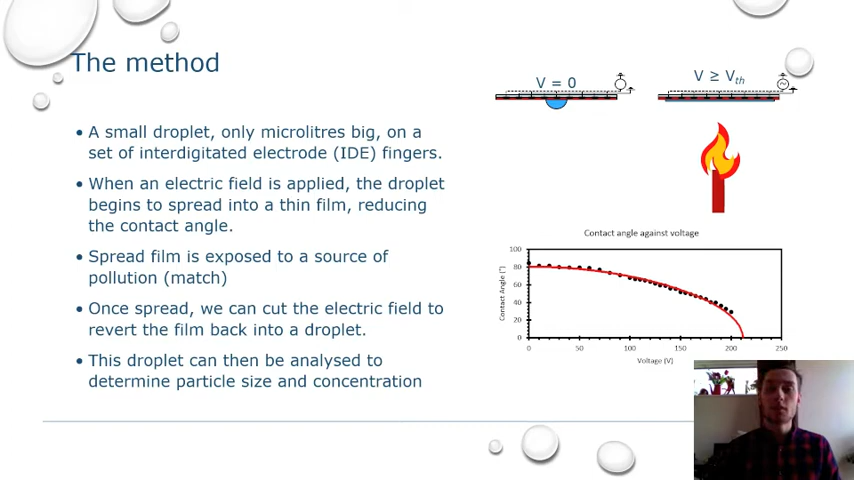 The method
• A small droplet, only microlitres big, on a
set of interdigitated electrode (IDE) fingers.
• When an electric field is applied, the droplet
begins to spread into a thin film, reducing
the contact angle.
• Spread film is exposed to a source of
pollution (match)
• Once spread, we can cut the electric field to
revert the film back into a droplet.
• This droplet can then be analysed to
determine particle size and concentration
V = 0
V ≥ Vth
Contact angle against voltage
Contact Angle (°)
100
80
60
40
20
0
0 50 100 150 200 250
Voltage (V)